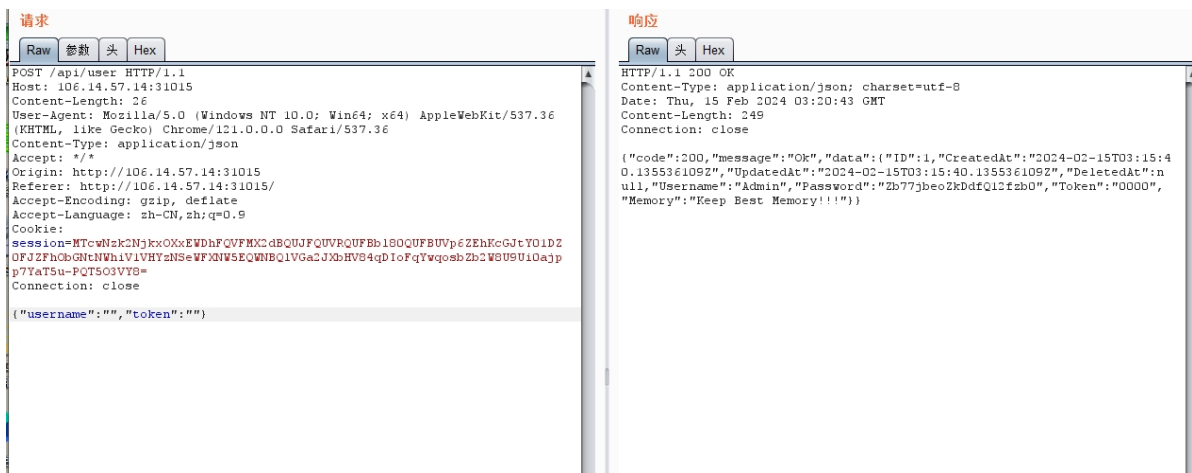 请求
Raw 参数 头 Hex
POST /api/user HTTP/1.1
Host: 106.14.57.14:31015
Content-Length: 26
User-Agent: Mozilla/5.0 (Windows NT 10.0; Win64; x64) AppleWebKit/537.36
(KHTML, like Gecko) Chrome/121.0.0.0 Safari/537.36
Content-Type: application/json
Accept: */*
Origin: http://106.14.57.14:31015
Referer: http://106.14.57.14:31015/
Accept-Encoding: gzip, deflate
Accept-Language: zh-CN,zh;q=0.9
Cookie:
Connection: close
{"username":"","token":""}
响应
Raw 头 Hex
HTTP/1.1 200 OK
Content-Type: application/json; charset=utf-8
Date: Thu, 15 Feb 2024 03:20:43 GMT
Content-Length: 249
Connection: close
{"code":200,"message":"Ok","data":{"ID":1,"CreatedAt":"2024-02-15T03:15:4
0.135536109Z","UpdatedAt":"2024-02-15T03:15:40.135536109Z","DeletedAt":n
ull,"Username":"Admin","Password":"Zb77jbeoZkDdfQ12fzb0","Token":"0000",
"Memory":"Keep Best Memory!!!"}}